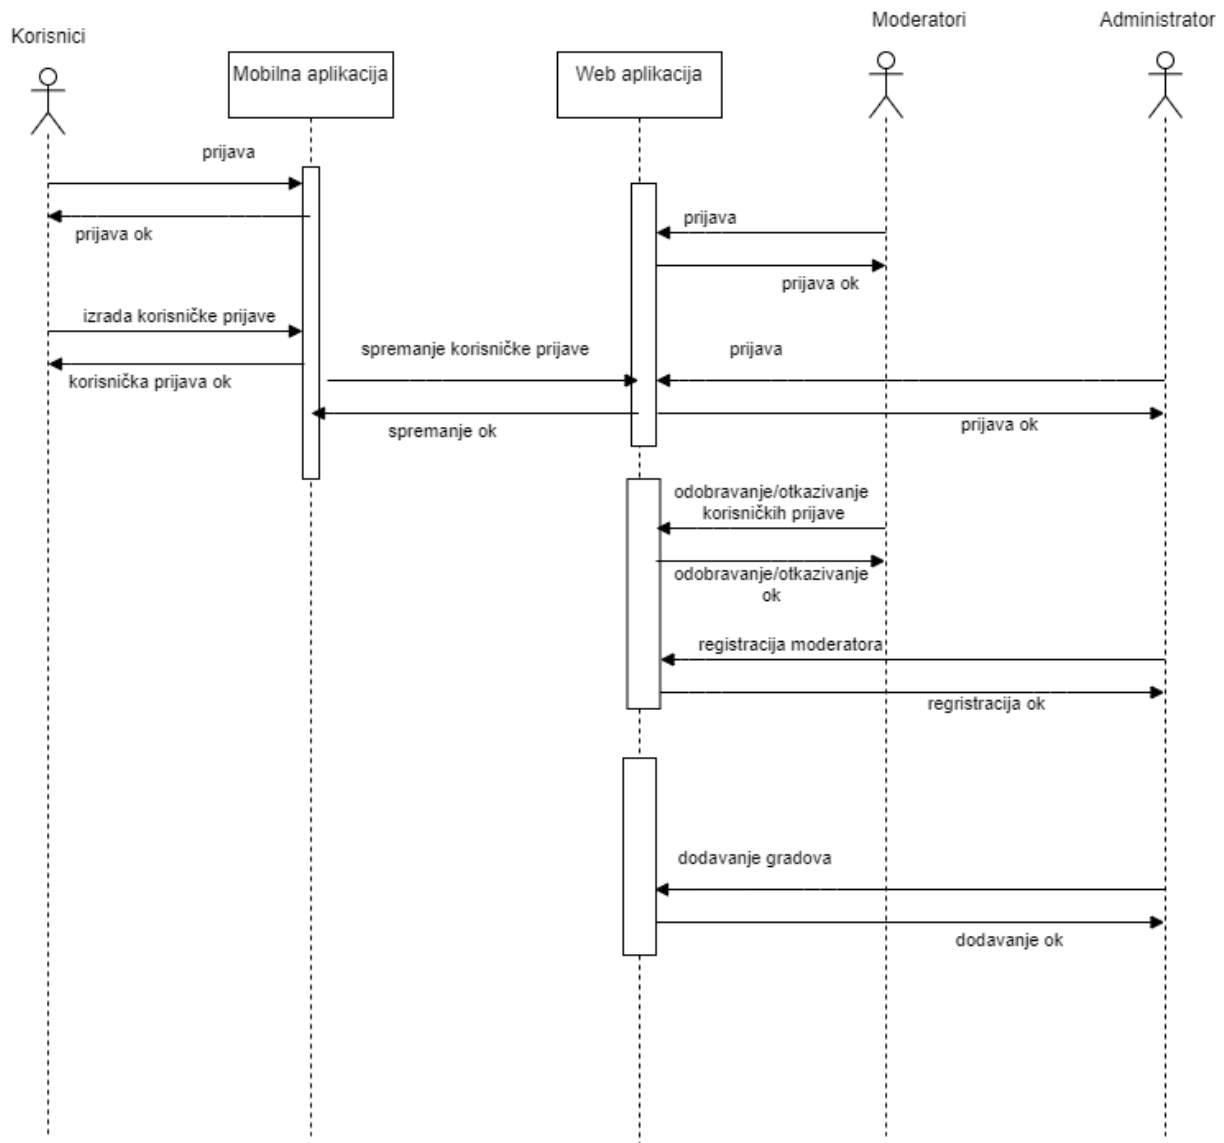 Korisnici
Moderatori
Administrator
Mobilna aplikacija
Web aplikacija
prijava
prijava
prijava ok
prijava ok
izrada korisničke prijave
spremanje korisničke prijave
prijava
korisnička prijava ok
spremanje ok
prijava ok
odobravanje/otkazivanje
korisničkih prijave
odobravanje/otkazivanje
ok
registracija moderatora
regristracija ok
dodavanje gradova
dodavanje ok